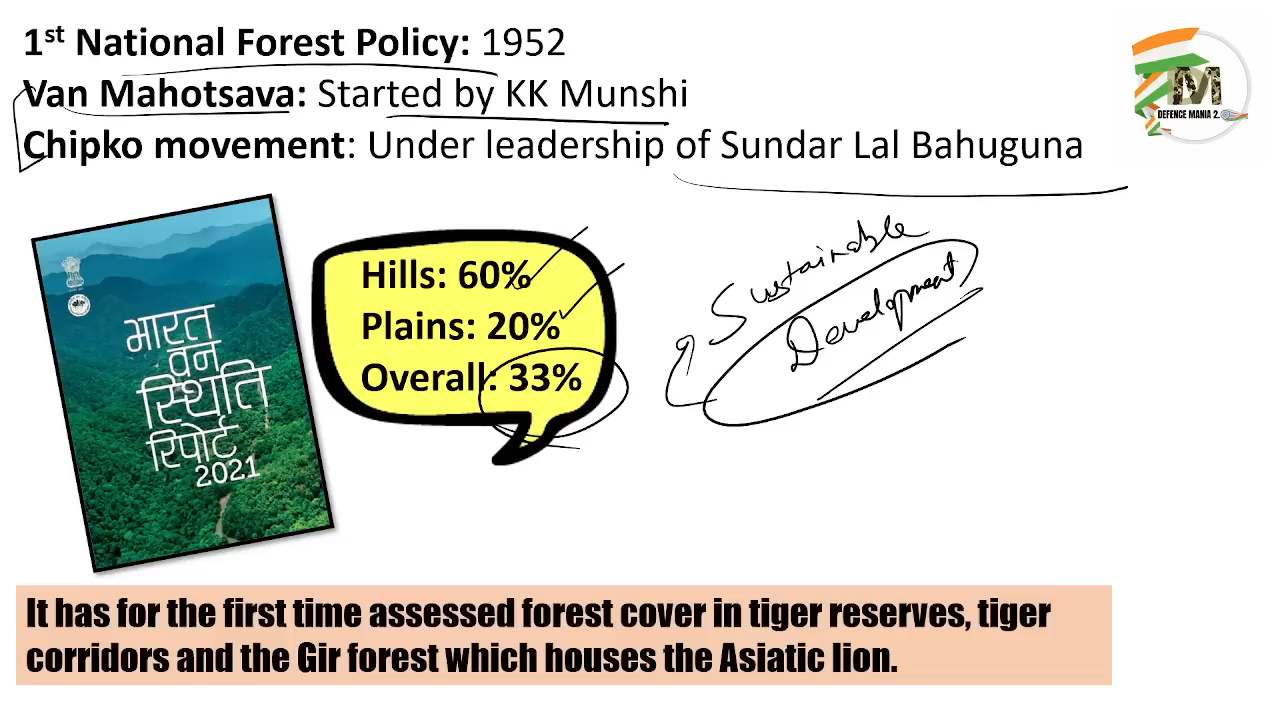 1st National Forest Policy: 1952
Van Mahotsava: Started by KK Munshi
Chipko movement: Under leadership of Sundar Lal Bahuguna
DEFENCE MANIA 2.
भारत
वन
स्थिति
रिपोर्ट
2021
Hills: 60%
Plains: 20%
Overall: 33%
Sustainable
Development
It has for the first time assessed forest cover in tiger reserves, tiger
corridors and the Gir forest which houses the Asiatic lion.